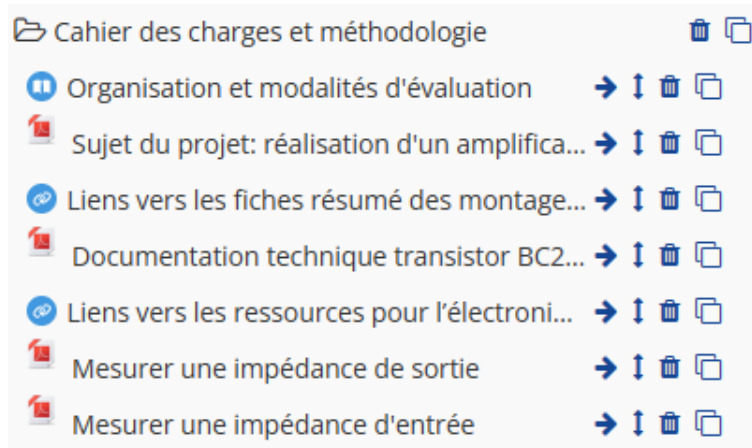 Cahier des charges et méthodologie
Organisation et modalités d'évaluation
Sujet du projet: réalisation d'un amplifica...
Liens vers les fiches résumé des montage...
Documentation technique transistor BC2...
Liens vers les ressources pour l’électroni...
Mesurer une impédance de sortie
Mesurer une impédance d'entrée